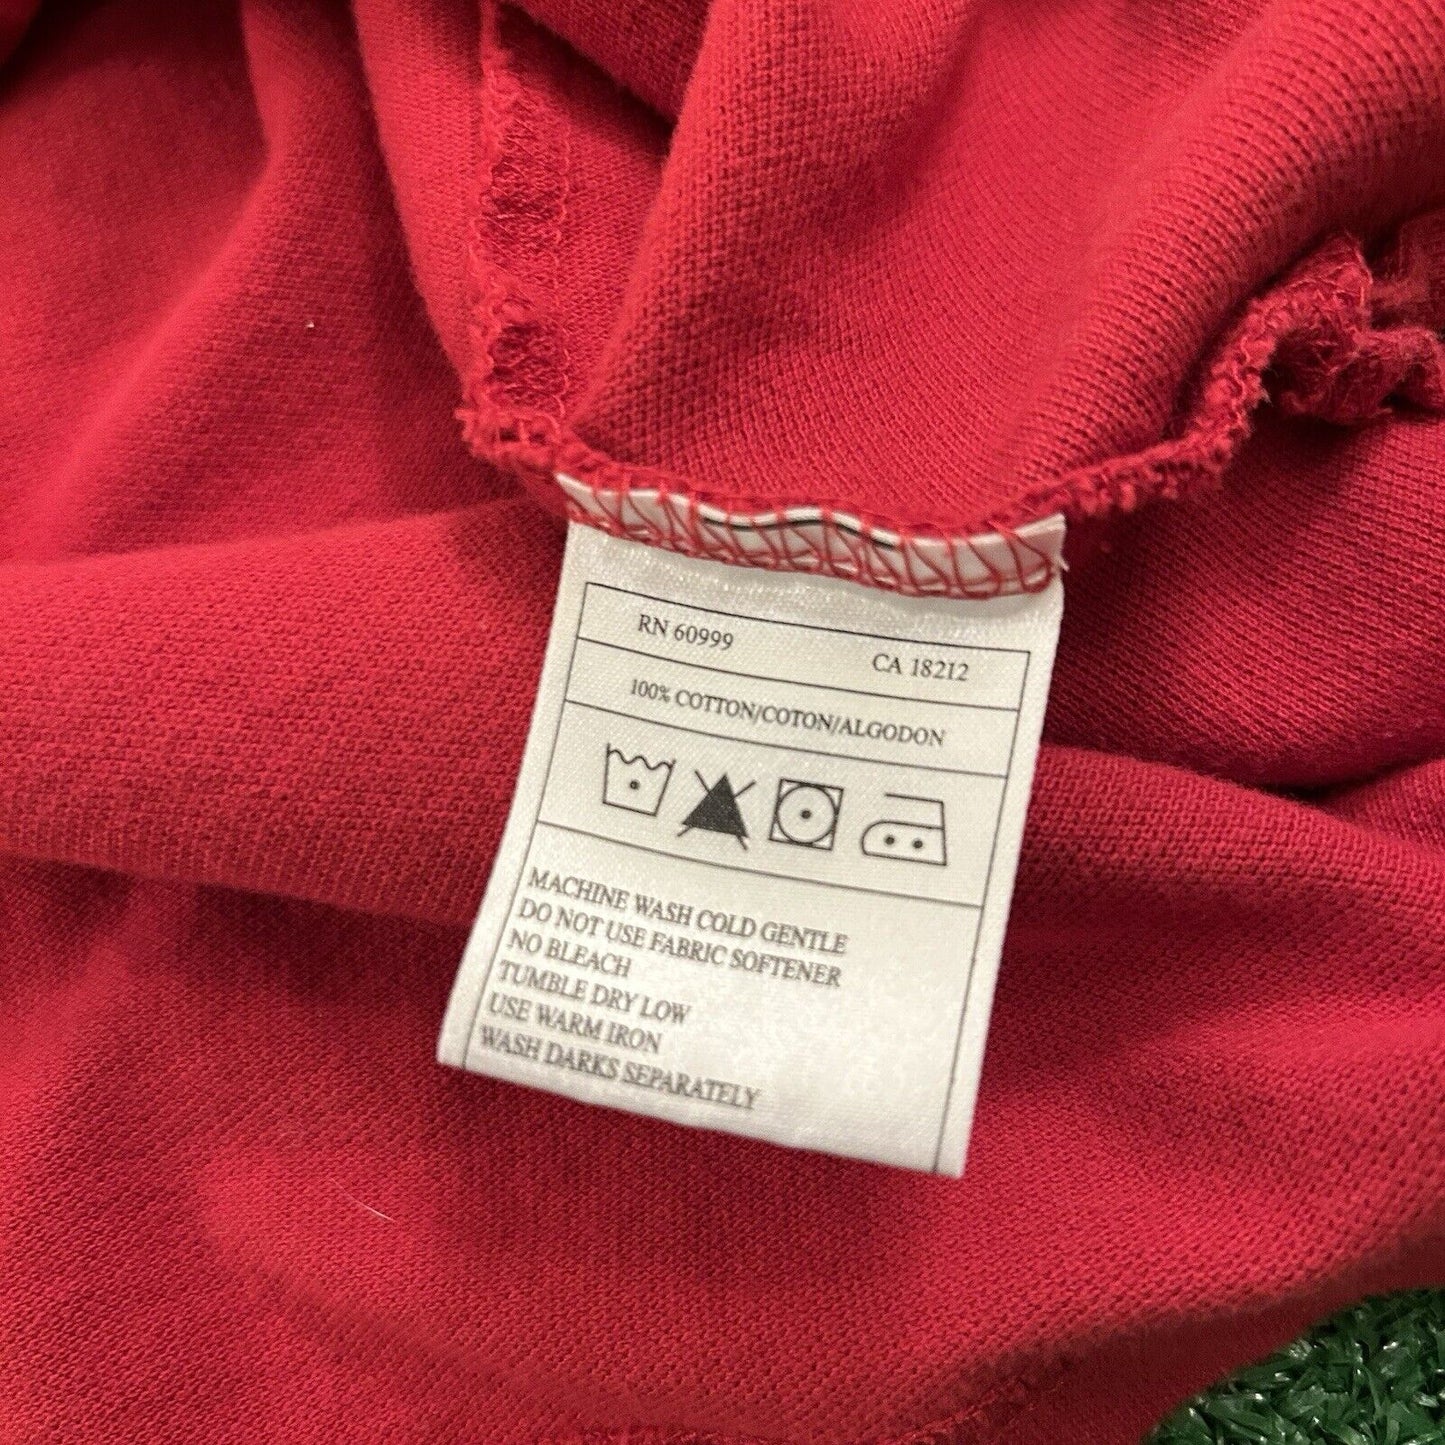 RN 60999 CA 18212
100% COTTON/COTON/ALGODON
MACHINE WASH COLD GENTLE
DO NOT USE FABRIC SOFTENER
NO BLEACH
TUMBLE DRY LOW
USE WARM IRON
WASH DARKS SEPARATELY